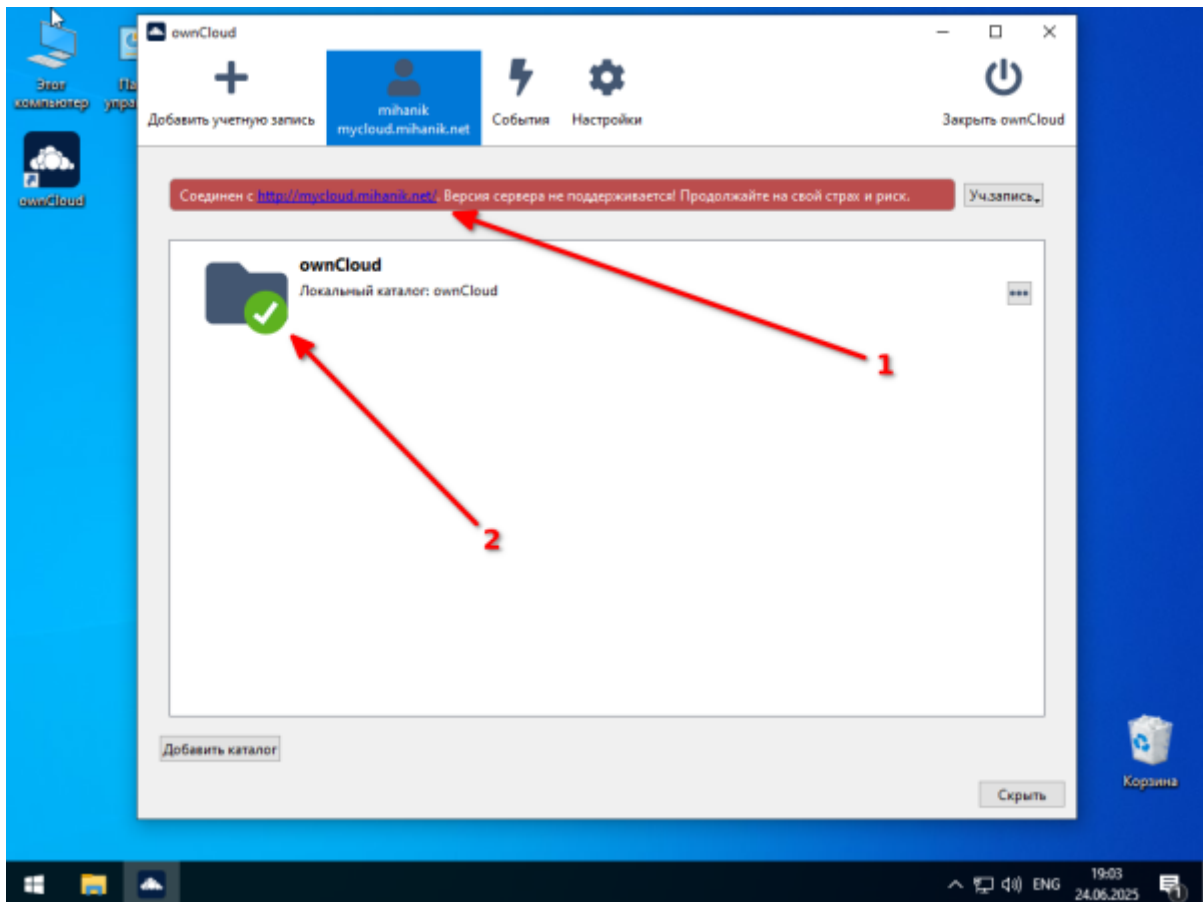 ownCloud
Этот
компьютер
управ
Добавить учетную запись
mihanik
mycloud.mihanik.net
События
Настройки
Закрыть ownCloud
ownCloud
Соединен с http://mycloud.mihanik.net/. Версия сервера не поддерживается! Продолжайте на свой страх и риск.
Уч.запись
ownCloud
Локальный каталог: ownCloud
1
2
Добавить каталог
Скрыть
Корзина
ENG
19:03
24.06.2025
1